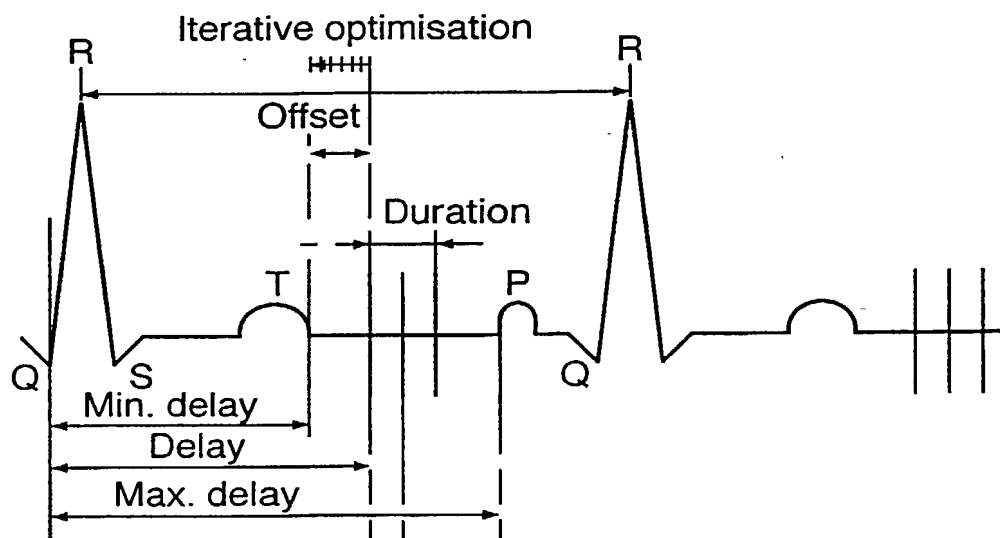 Iterative optimisation
R
R
Offset
Duration
T
P
Q
S
Q
Min. delay
Delay
Max. delay